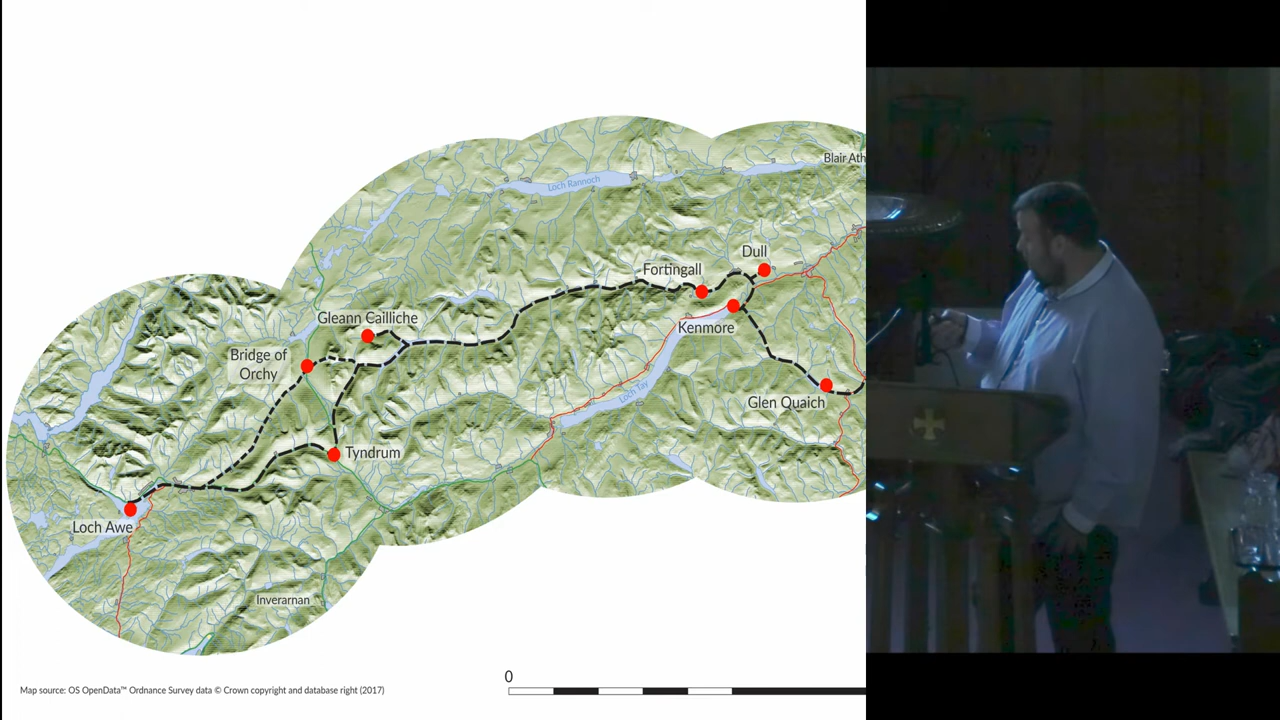 Blair Ath
Loch Rannoch
Dull
Fortingall
Gleann Cailliche
Kenmore
Bridge of
Orchy
Loch Tay
Glen Quaich
Tyndrum
Loch Awe
Inverarnan
0
Map source: OS OpenData™ Ordnance Survey data © Crown copyright and database right (2017)